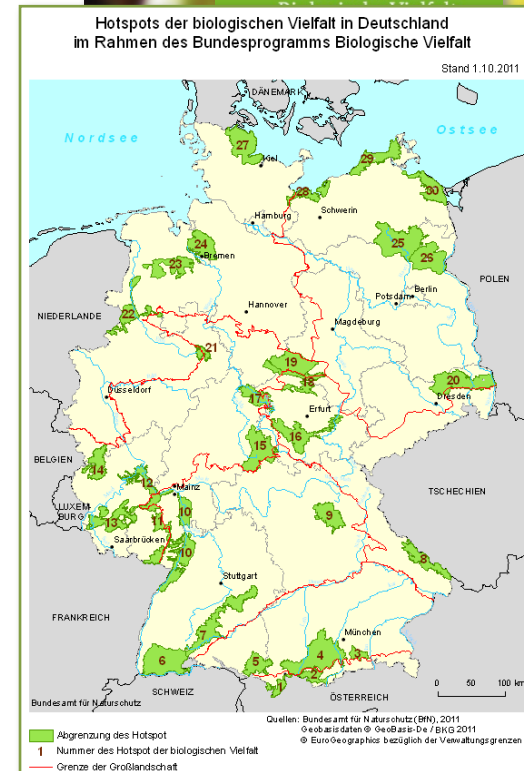 Hotspots der biologischen Vielfalt in Deutschland
im Rahmen des Bundesprogramms Biologische Vielfalt
Stand 1.10.2011
DÄNEMARK
Nordsee
Ostsee
27
Kiel
29
28
30
Schwerin
Hamburg
24
25
23
Bremen
26
POLEN
Berlin
Potsdam
Hannover
NIEDERLANDE
22
Magdeburg
21
19
18
20
Düsseldorf
17
Dresden
Erfurt
16
15
BELGIEN
14
12
Mainz
TSCHECHIEN
LUXEM-
BURG
13
11
10
9
Saarbrücken
10
8
Stuttgart
FRANKREICH
7
München
6
5
4
3
2
1
SCHWEIZ
ÖSTERREICH
0 50 100 km
Bundesamt für Naturschutz
Quellen: Bundesamt für Naturschutz (BfN), 2011
Geobasisdaten © GeoBasis-De / BKG 2011
© EuroGeographics bezüglich der Verwaltungsgrenzen
Abgrenzung des Hotspot
1 Nummer des Hotspot der biologischen Vielfalt
Grenze der Großlandschaft